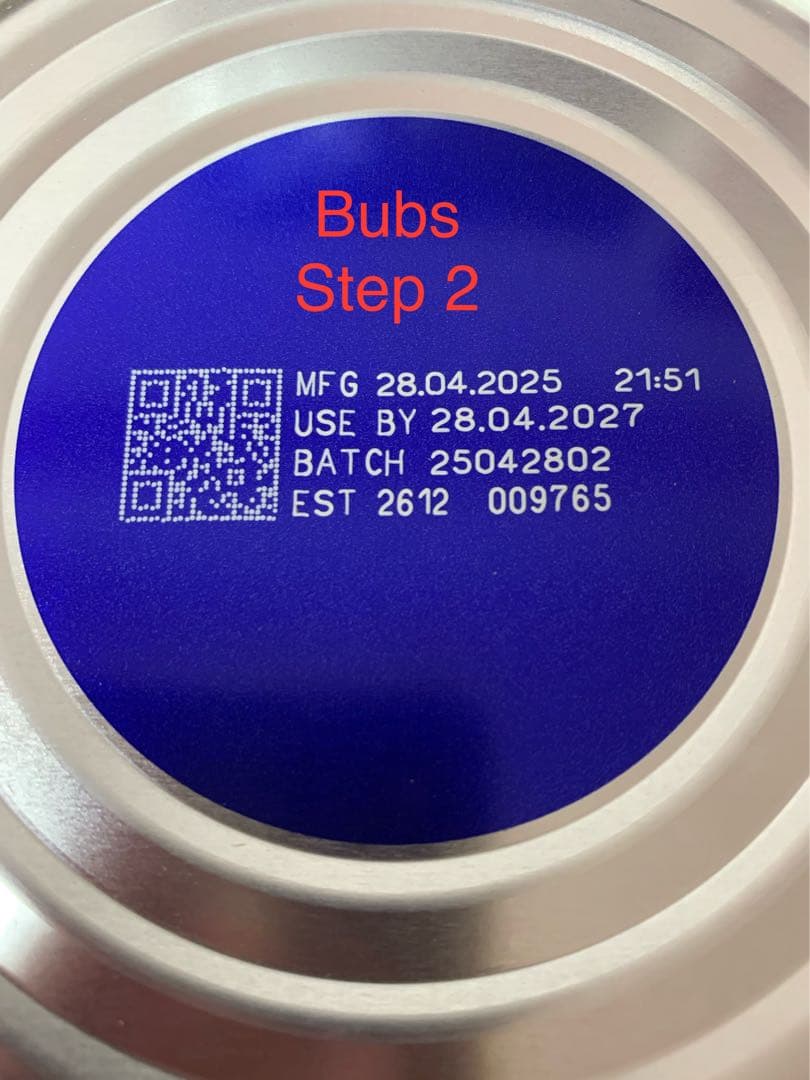 Bubs
Step 2
MFG 28.04.2025 21:51
USE BY 28.04.2027
BATCH 25042802
EST 2612 009765